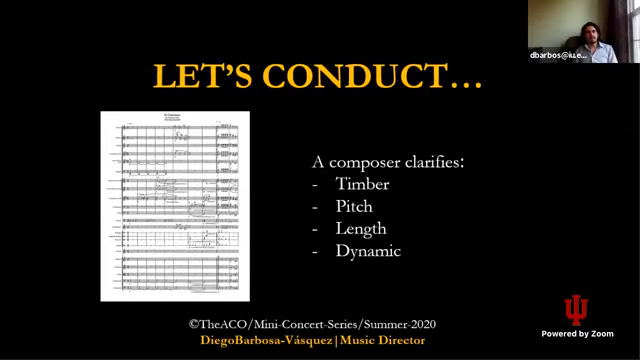 dbarbos@iu.e...
LET'S CONDUCT...
A composer clarifies:
- Timber
- Pitch
- Length
- Dynamic
©TheACO/Mini-Concert-Series/Summer-2020
DiegoBarbosa-Vásquez|Music Director
Powered by Zoom